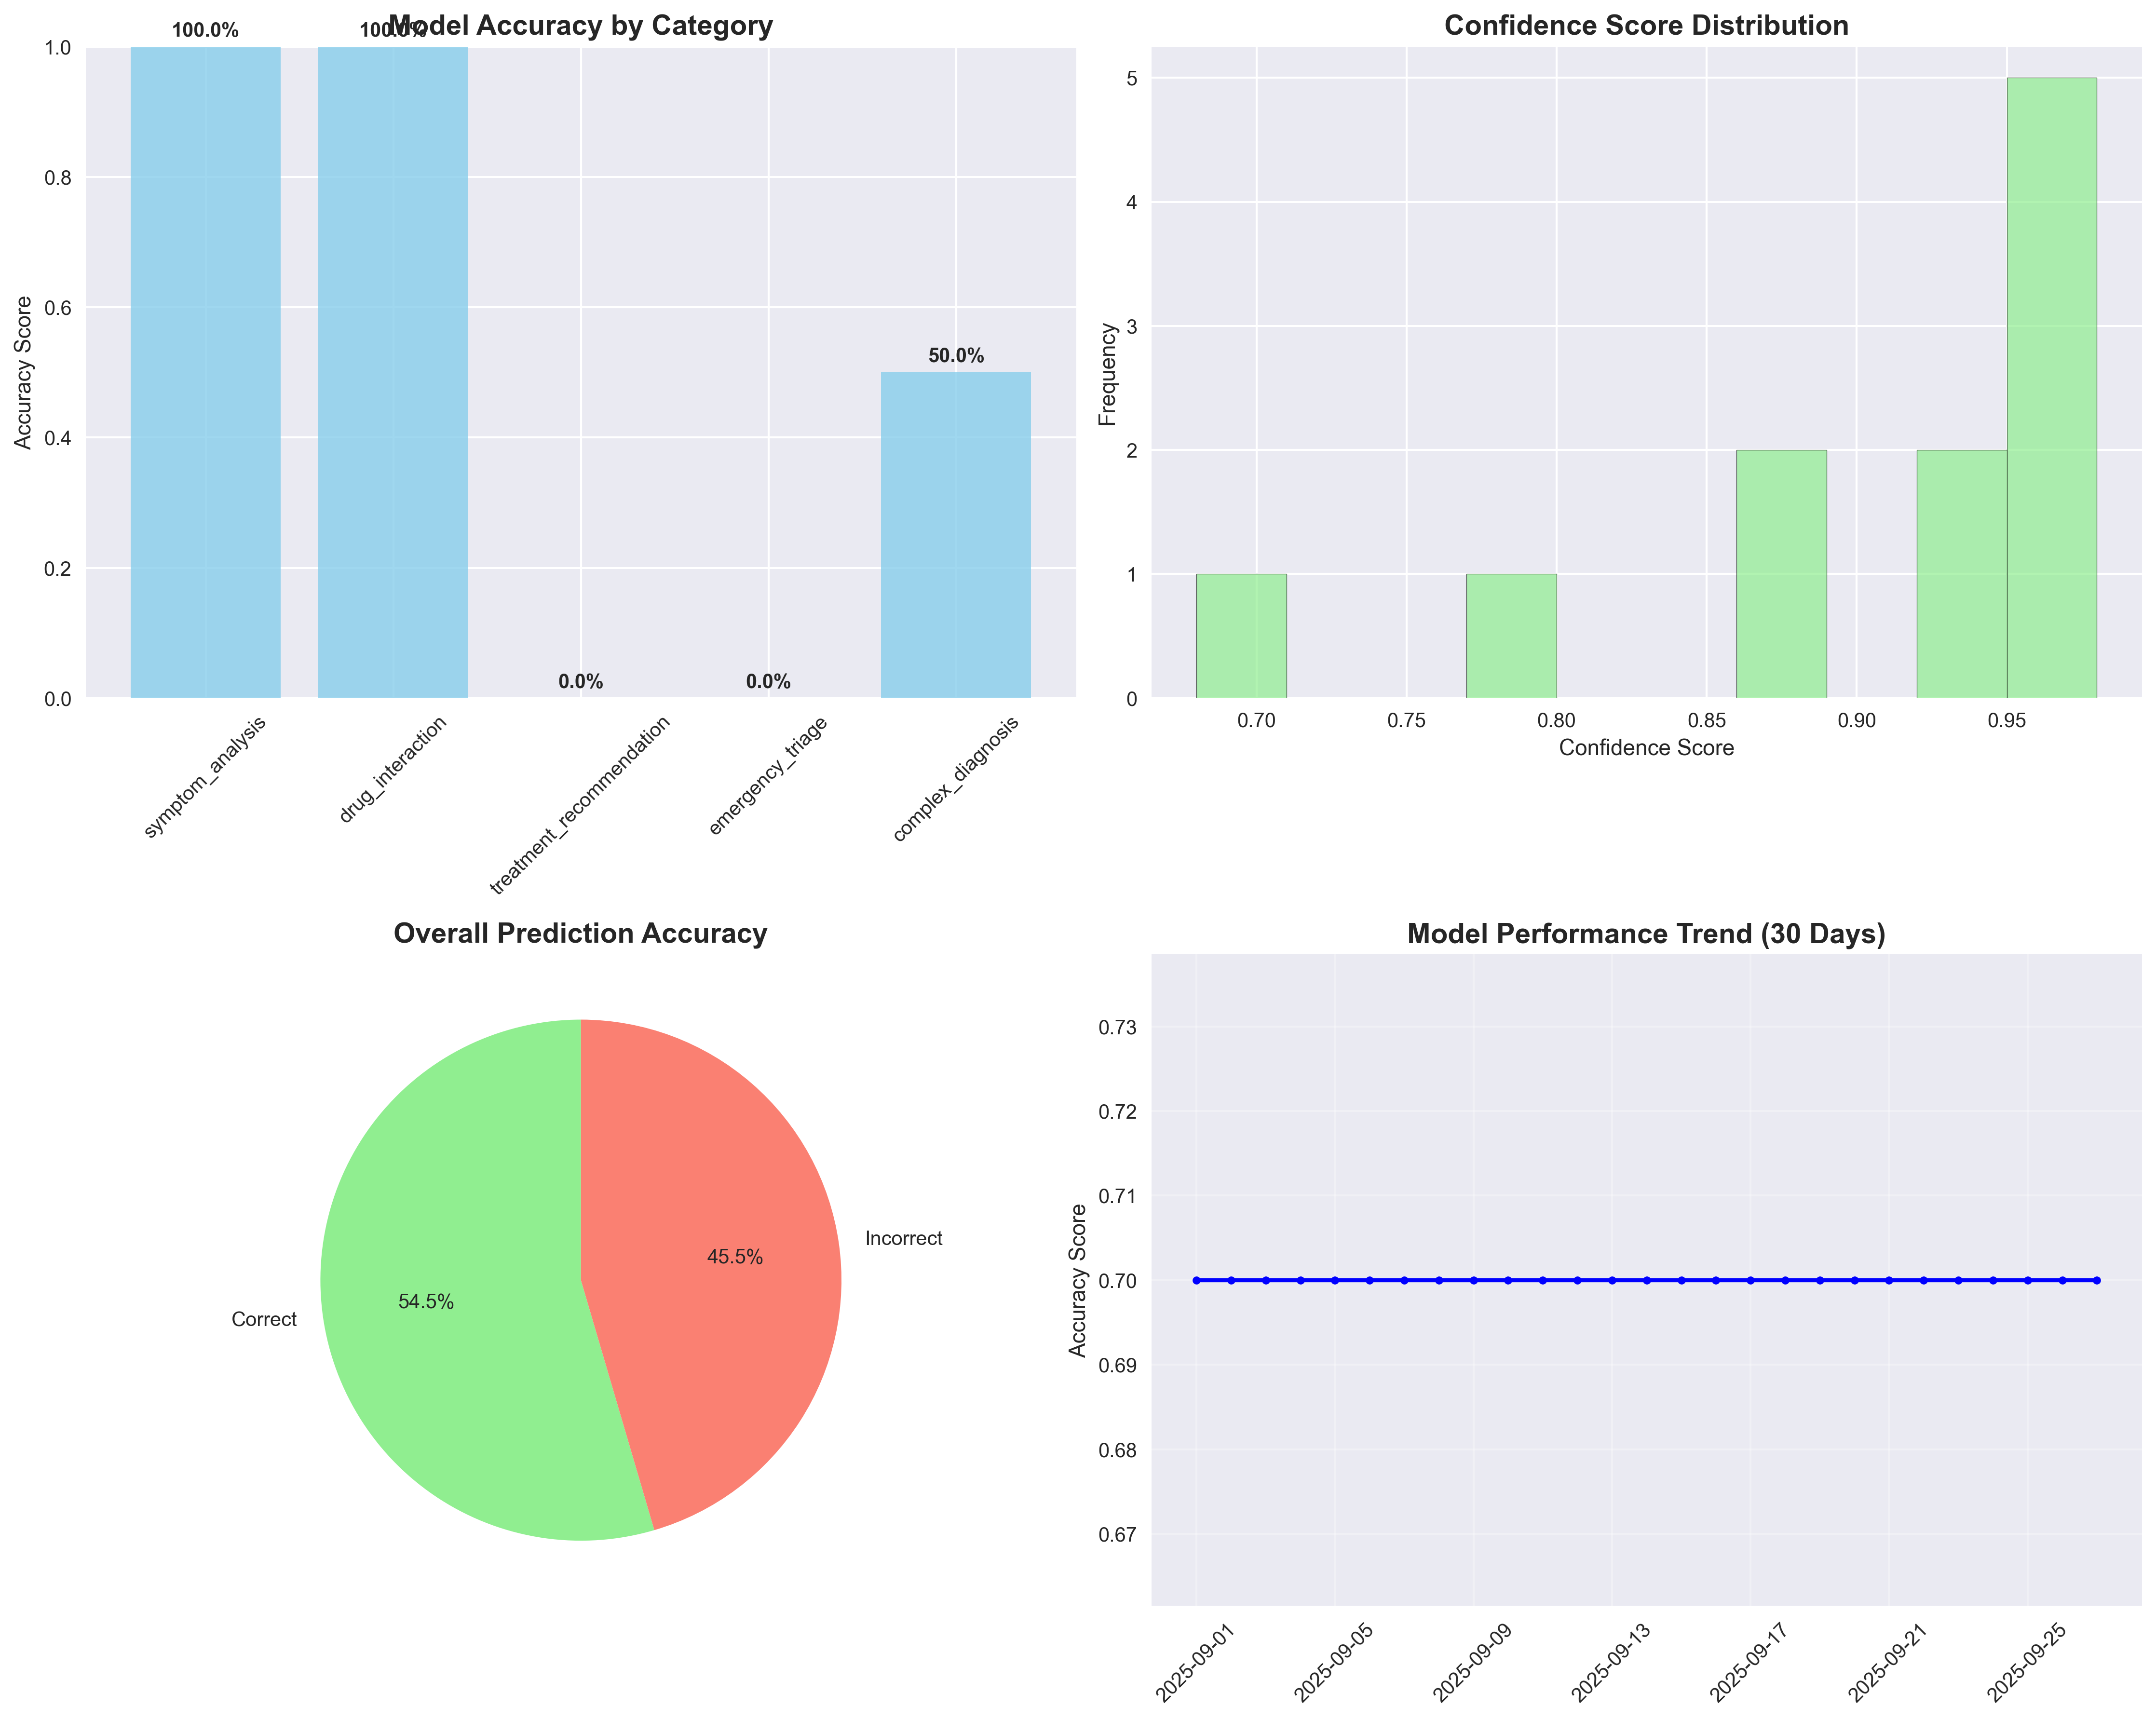 Model Accuracy by Category
100.0%
100.0%
0.0%
0.0%
50.0%
1.0
0.8
0.6
0.4
0.2
0.0
Accuracy Score
symptom_analysis
drug_interaction
treatment_recommendation
emergency_triage
complex_diagnosis
Confidence Score Distribution
5
4
3
2
1
0
Frequency
0.70
0.75
0.80
0.85
0.90
0.95
Confidence Score
Overall Prediction Accuracy
Correct
54.5%
45.5%
Incorrect
Model Performance Trend (30 Days)
0.73
0.72
0.71
0.70
0.69
0.68
0.67
Accuracy Score
2025-09-01
2025-09-05
2025-09-09
2025-09-13
2025-09-17
2025-09-21
2025-09-25